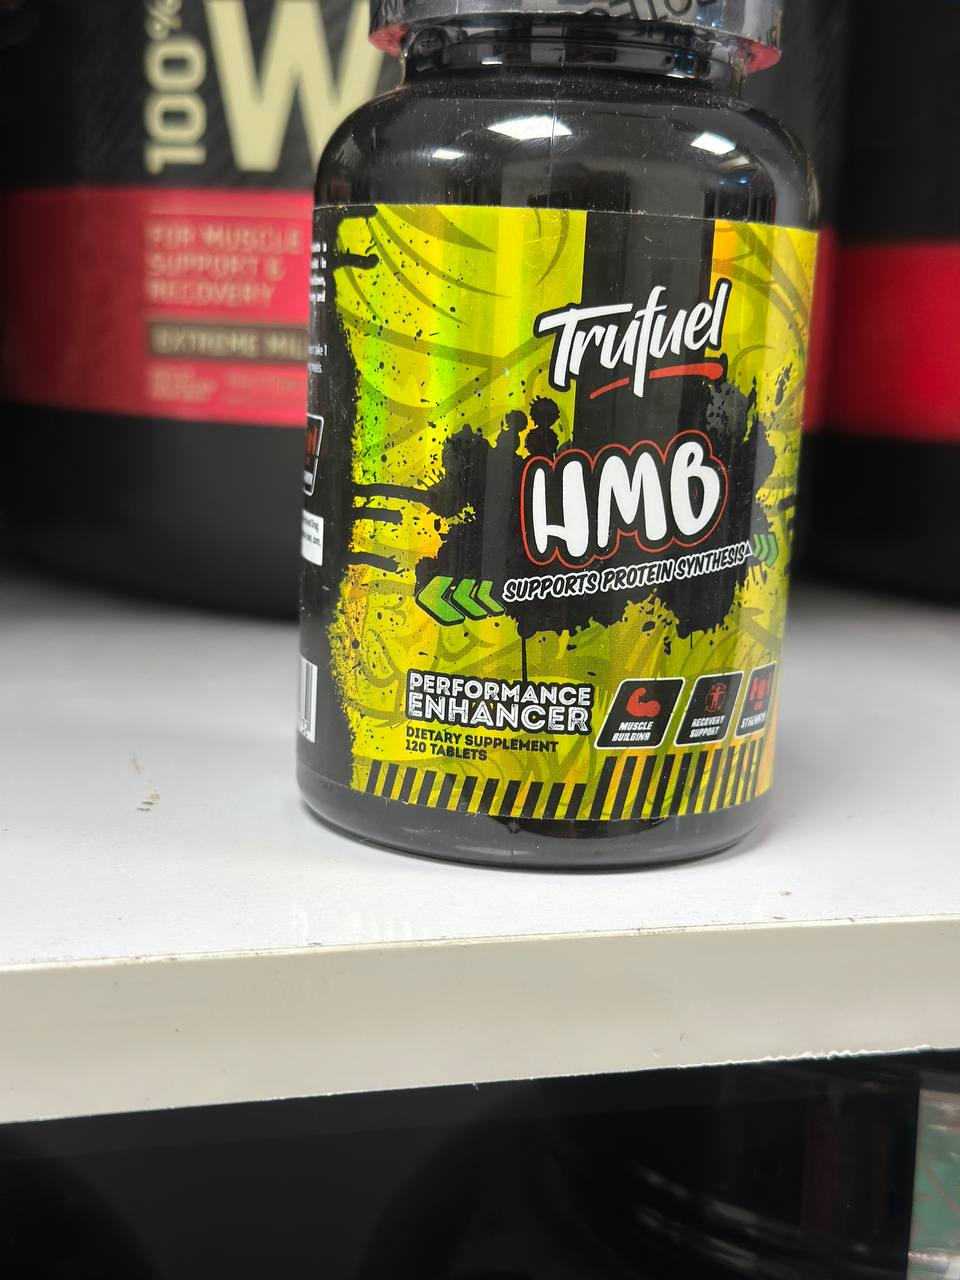 100%
W
FOR MUSCLE
SUPPORT &
RECOVERY
EXTREME
Trufuel
HMB
SUPPORTS PROTEIN SYNTHESIS
PERFORMANCE
ENHANCER
DIETARY SUPPLEMENT
120 TABLETS
MUSCLE
BUILDING
RECOVERY
SUPPORT
STRENGTH